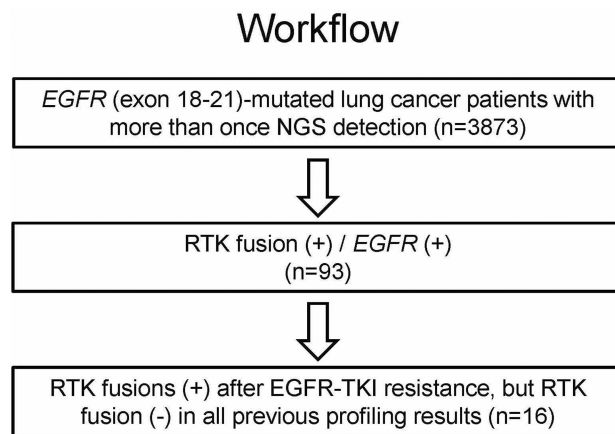 Workflow
EGFR (exon 18-21)-mutated lung cancer patients with
more than once NGS detection (n=3873)
RTK fusion (+) / EGFR (+)
(n=93)
RTK fusions (+) after EGFR-TKI resistance, but RTK
fusion (-) in all previous profiling results (n=16)